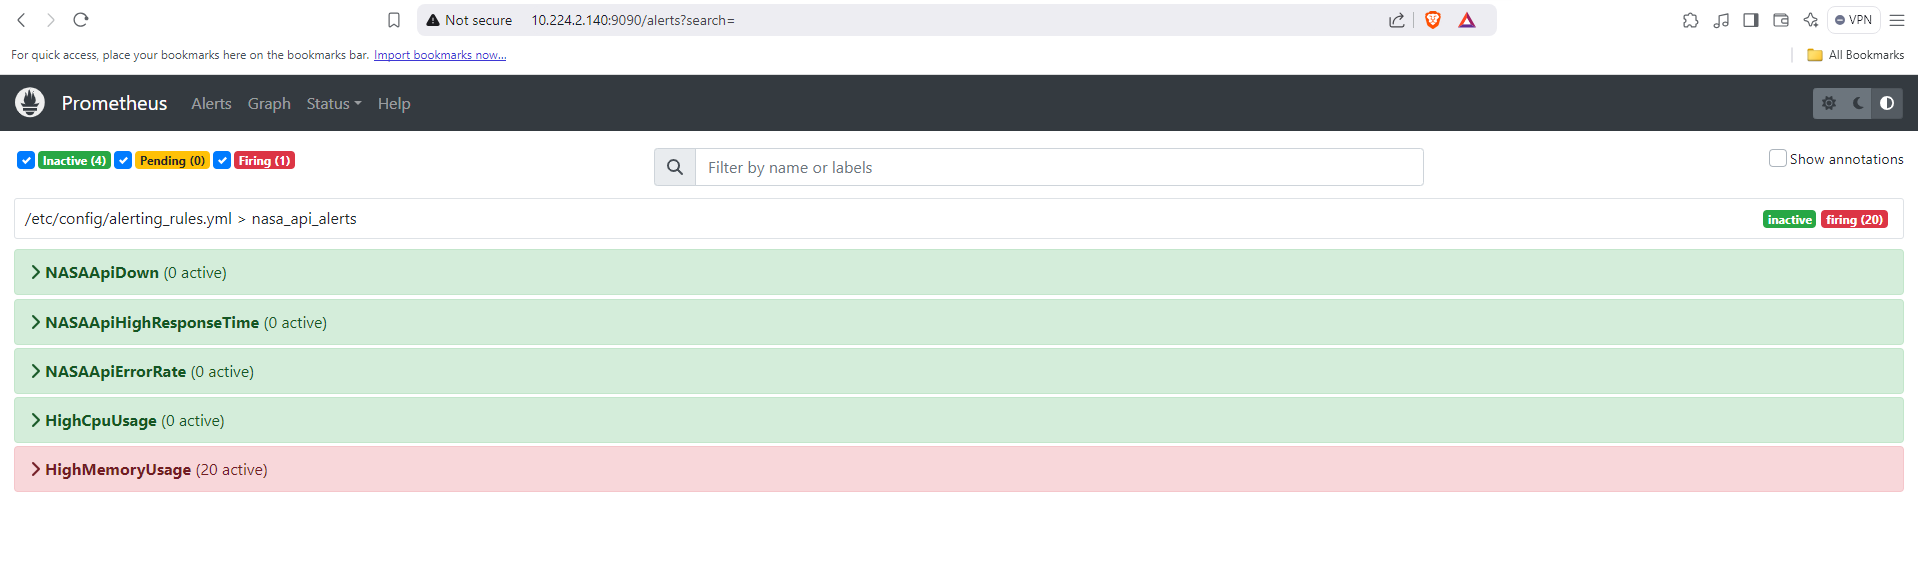 Not secure 10.224.2.140:9090/alerts?search= VPN
For quick access, place your bookmarks here on the bookmarks bar. Import bookmarks now... All Bookmarks
Prometheus Alerts Graph Status Help
Inactive (4) Pending (0) Firing (1) Filter by name or labels Show annotations
/etc/config/alerting_rules.yml > nasa_api_alerts inactive firing (20)
NASAApiDown (0 active)
NASAApiHighResponseTime (0 active)
NASAApiErrorRate (0 active)
HighCpuUsage (0 active)
HighMemoryUsage (20 active)